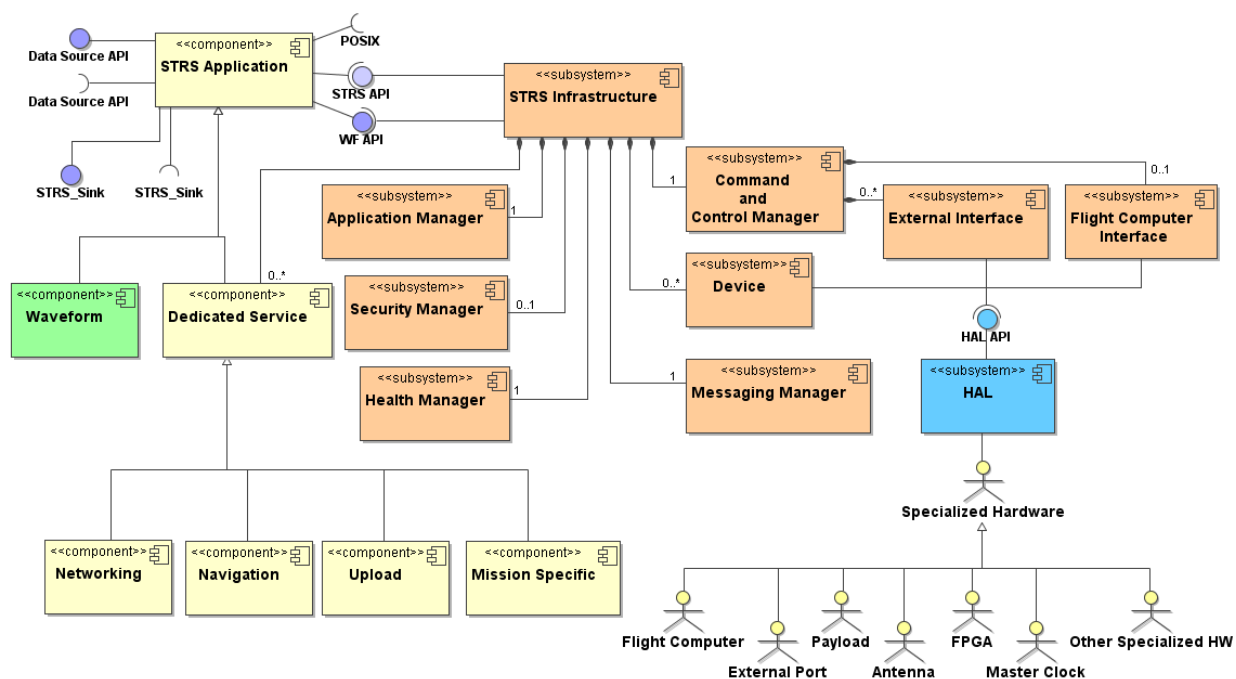 Data Source API
<<component>>
STRS Application
POSIX
Data Source API
STRS API
WF API
STRS_Sink
STRS_Sink
<<subsystem>>
STRS Infrastructure
<<subsystem>>
Application Manager
1
<<subsystem>>
Command
and
Control Manager
1
0..*
0..1
<<subsystem>>
External Interface
<<subsystem>>
Flight Computer
Interface
<<component>>
Waveform
0..*
<<component>>
Dedicated Service
<<subsystem>>
Security Manager
0..1
<<subsystem>>
Device
0..*
HAL API
<<subsystem>>
Health Manager
1
<<subsystem>>
Messaging Manager
1
<<subsystem>>
HAL
Specialized Hardware
<<component>>
Networking
<<component>>
Navigation
<<component>>
Upload
<<component>>
Mission Specific
Flight Computer
External Port
Payload
Antenna
FPGA
Master Clock
Other Specialized HW